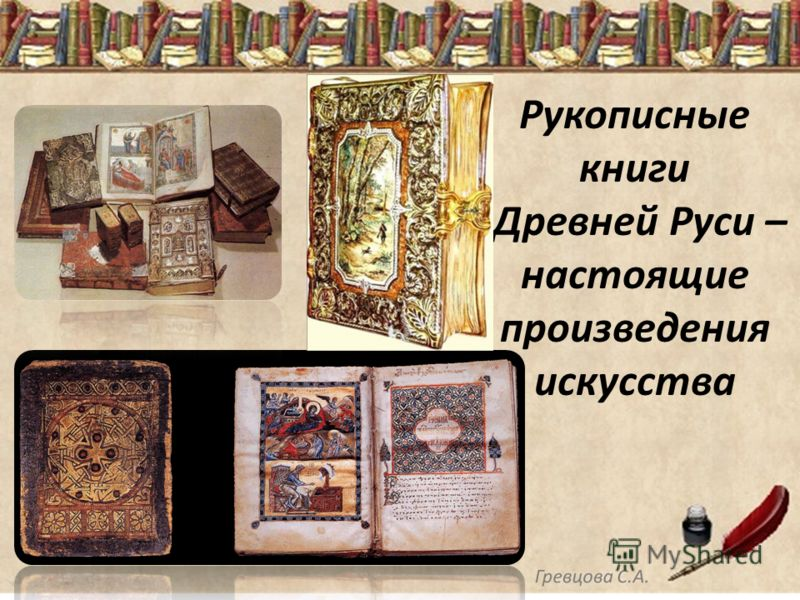 Рукописные
книги
Древней Руси –
настоящие
произведения
искусства
MyShared
Гревцова С.А.